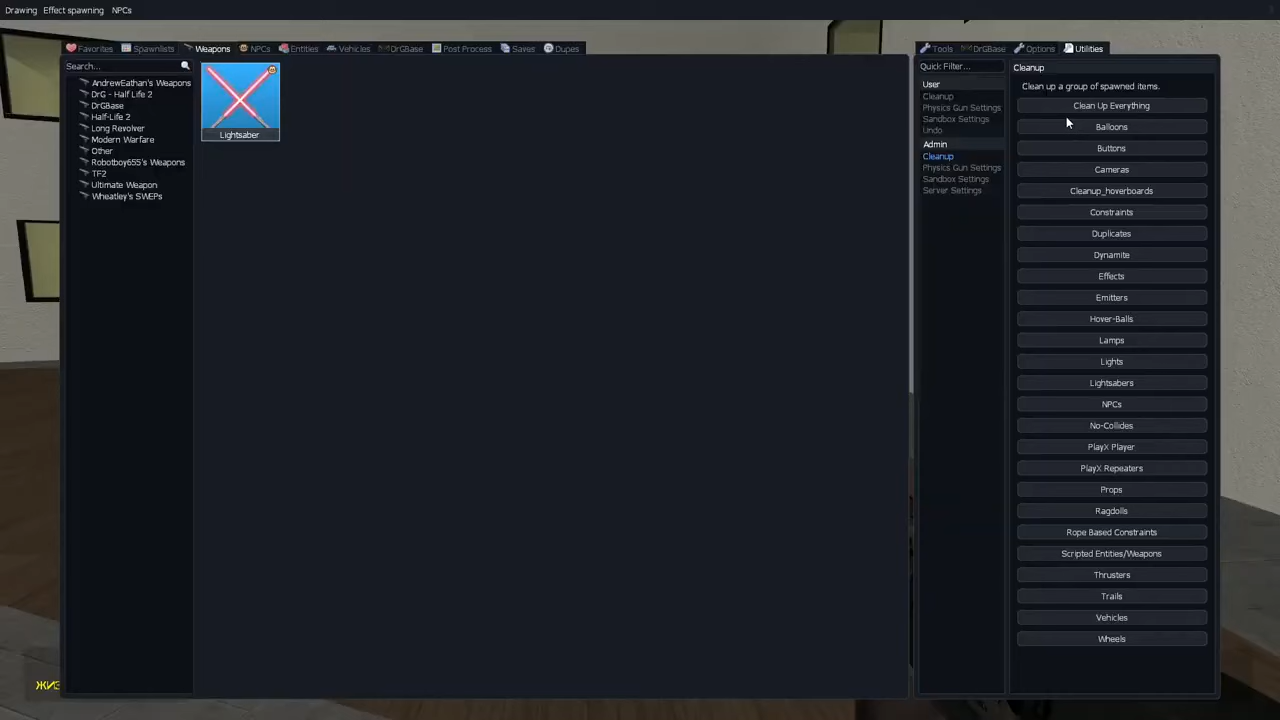 Drawing Effect spawning NPCs
Favorites Spawnlists Weapons NPCs Entities Vehicles DrGBase Post Process Saves Dupes
Search...
AndrewEathan's Weapons
DrG - Half Life 2
DrGBase
Half-Life 2
Long Revolver
Modern Warfare
Other
Robotboy655's Weapons
TF2
Ultimate Weapon
Wheatley's SWEPs
Lightsaber
Tools DrGBase Options Utilities
Quick Filter...
User
Cleanup
Physics Gun Settings
Sandbox Settings
Undo
Admin
Cleanup
Physics Gun Settings
Sandbox Settings
Server Settings
Cleanup
Clean up a group of spawned items.
Clean Up Everything
Balloons
Buttons
Cameras
Cleanup_hoverboards
Constraints
Duplicates
Dynamite
Effects
Emitters
Hover-Balls
Lamps
Lights
Lightsabers
NPCs
No-Collides
PlayX Player
PlayX Repeaters
Props
Ragdolls
Rope Based Constraints
Scripted Entities/Weapons
Thrusters
Trails
Vehicles
Wheels